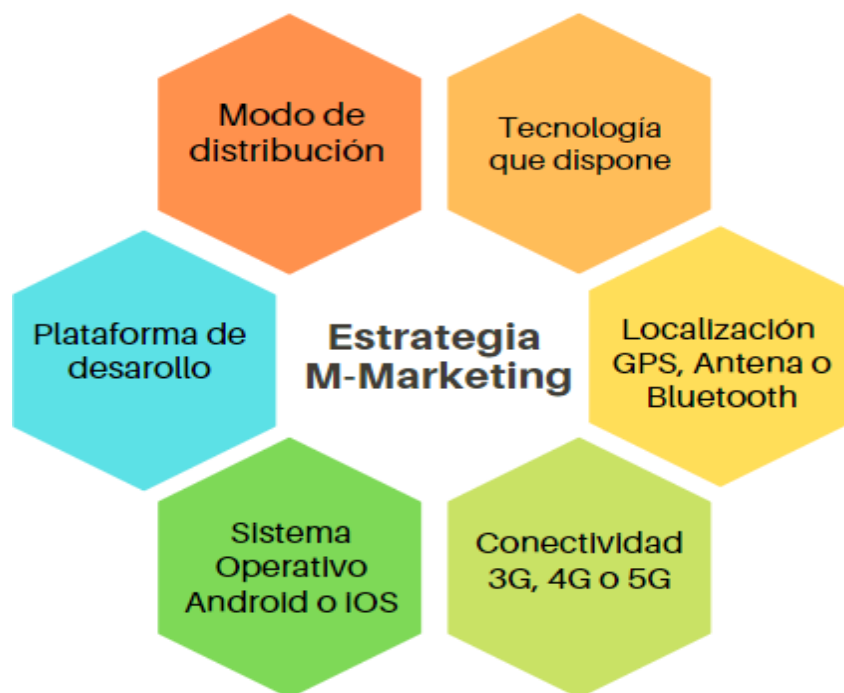 Modo de
distribución
Tecnología
que dispone
Plataforma de
desarollo
Estrategia
M-Marketing
Localización
GPS, Antena o
Bluetooth
Sistema
Operativo
Android o iOS
Conectividad
3G, 4G o 5G